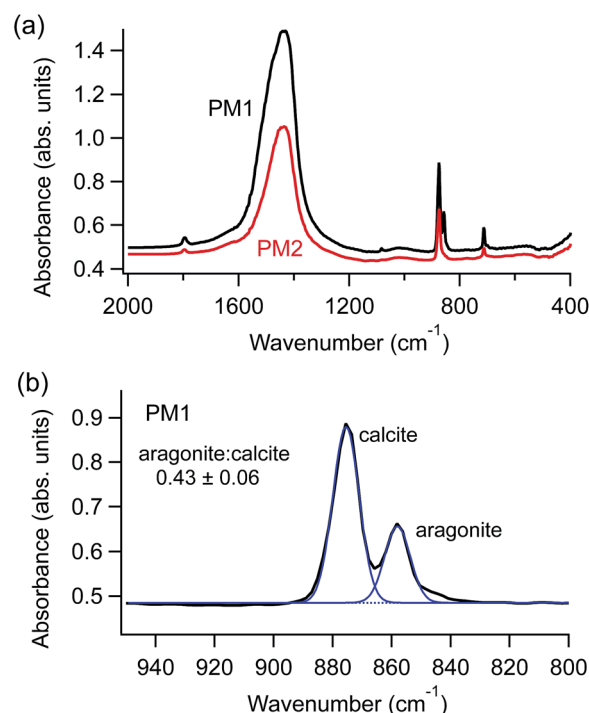 (a)
Absorbance (abs. units)
1.4
1.2
1.0
0.8
0.6
0.4
PM1
PM2
2000 1600 1200 800 400
Wavenumber (cm⁻¹)
(b)
Absorbance (abs. units)
0.9
0.8
0.7
0.6
0.5
PM1
aragonite:calcite
0.43 ± 0.06
calcite
aragonite
940 920 900 880 860 840 820 800
Wavenumber (cm⁻¹)